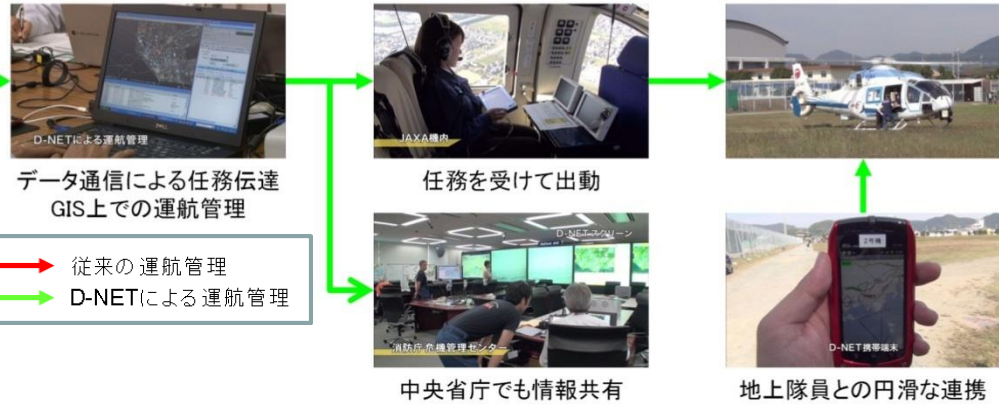 D-NETによる運航管理
データ通信による任務伝達
GIS上での運航管理
JAXA機内
任務を受けて出動
従来の運航管理
D-NETによる運航管理
D-NETスクリーン
消防庁 危機管理センター
中央省庁でも情報共有
2号機
D-NET携帯端末
地上隊員との円滑な連携